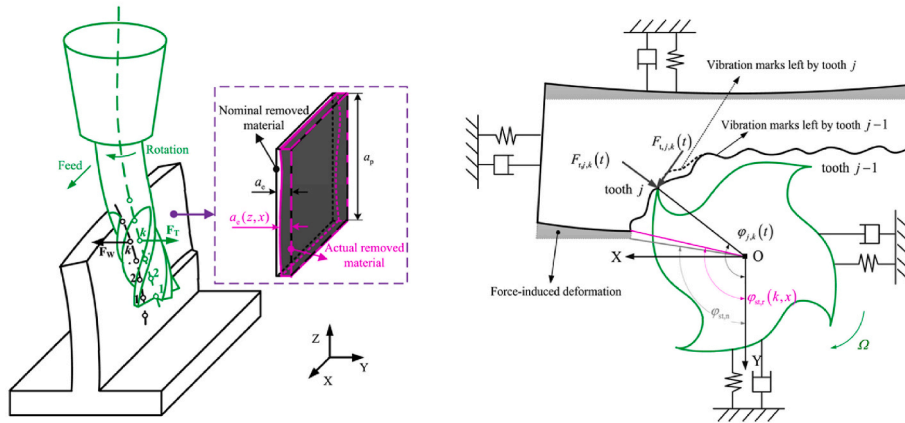 Nominal removed
material
Rotation
Feed
a_p
a_e
a_e(z, x)
k
F_W
F_T
k
2
2
1
1
Actual removed
material
Z
Y
X
Vibration marks left by tooth j
Vibration marks left by tooth j−1
F_{t,j,k}(t)
F_{r,j,k}(t)
tooth j−1
tooth j
φ_{j,k}(t)
X
O
φ_{st,r}(k, x)
φ_{st,n}
Force-induced deformation
Ω
Y